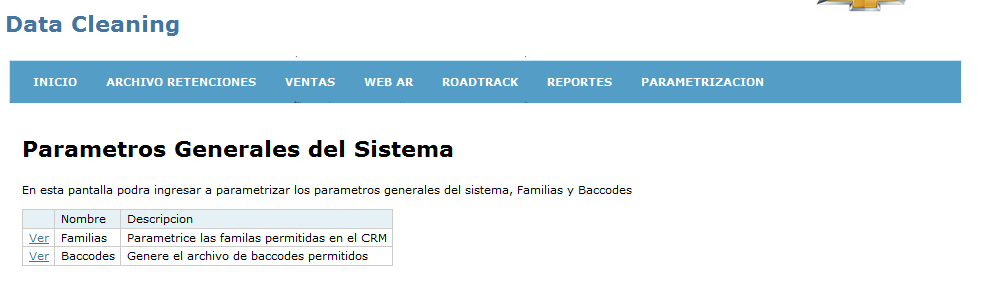 Data Cleaning
INICIO ARCHIVO RETENCIONES VENTAS WEB AR ROADTRACK REPORTES PARAMETRIZACION
Parametros Generales del Sistema
En esta pantalla podra ingresar a parametrizar los parametros generales del sistema, Familias y Baccodes
Nombre Descripcion
Ver Familias Parametrice las familas permitidas en el CRM
Ver Baccodes Genere el archivo de baccodes permitidos